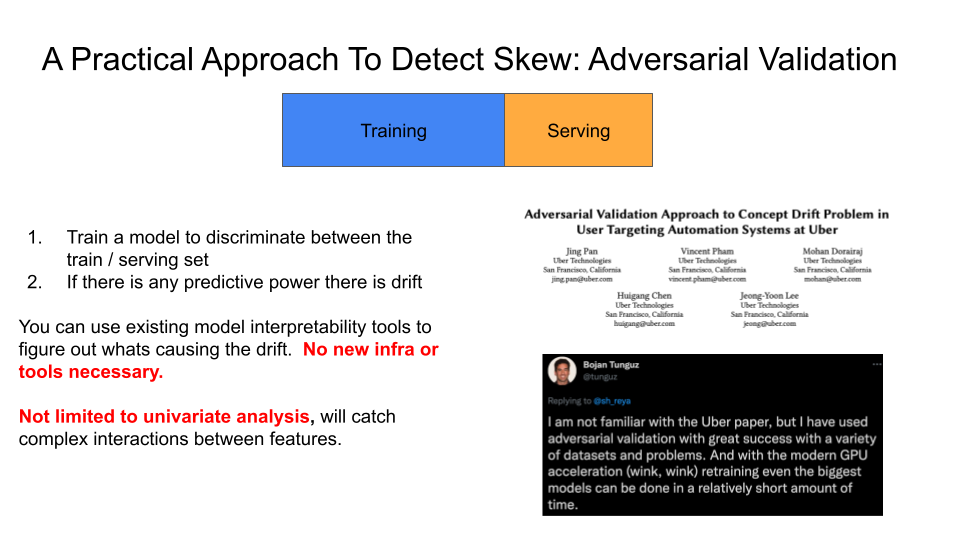 A Practical Approach To Detect Skew: Adversarial Validation
Training
Serving
1. Train a model to discriminate between the
train / serving set
2. If there is any predictive power there is drift
You can use existing model interpretability tools to
figure out whats causing the drift. No new infra or
tools necessary.
Not limited to univariate analysis, will catch
complex interactions between features.
Adversarial Validation Approach to Concept Drift Problem in
User Targeting Automation Systems at Uber
Jing Pan
Uber Technologies
San Francisco, California
jing.pan@uber.com
Vincent Pham
Uber Technologies
San Francisco, California
vincent.pham@uber.com
Mohan Dorairaj
Uber Technologies
San Francisco, California
mohan@uber.com
Huigang Chen
Uber Technologies
San Francisco, California
huigang@uber.com
Jeong-Yoon Lee
Uber Technologies
San Francisco, California
jeong@uber.com
Bojan Tunguz
@tunguz
Replying to @sh_reya
I am not familiar with the Uber paper, but I have used
adversarial validation with great success with a variety
of datasets and problems. And with the modern GPU
acceleration (wink, wink) retraining even the biggest
models can be done in a relatively short amount of
time.